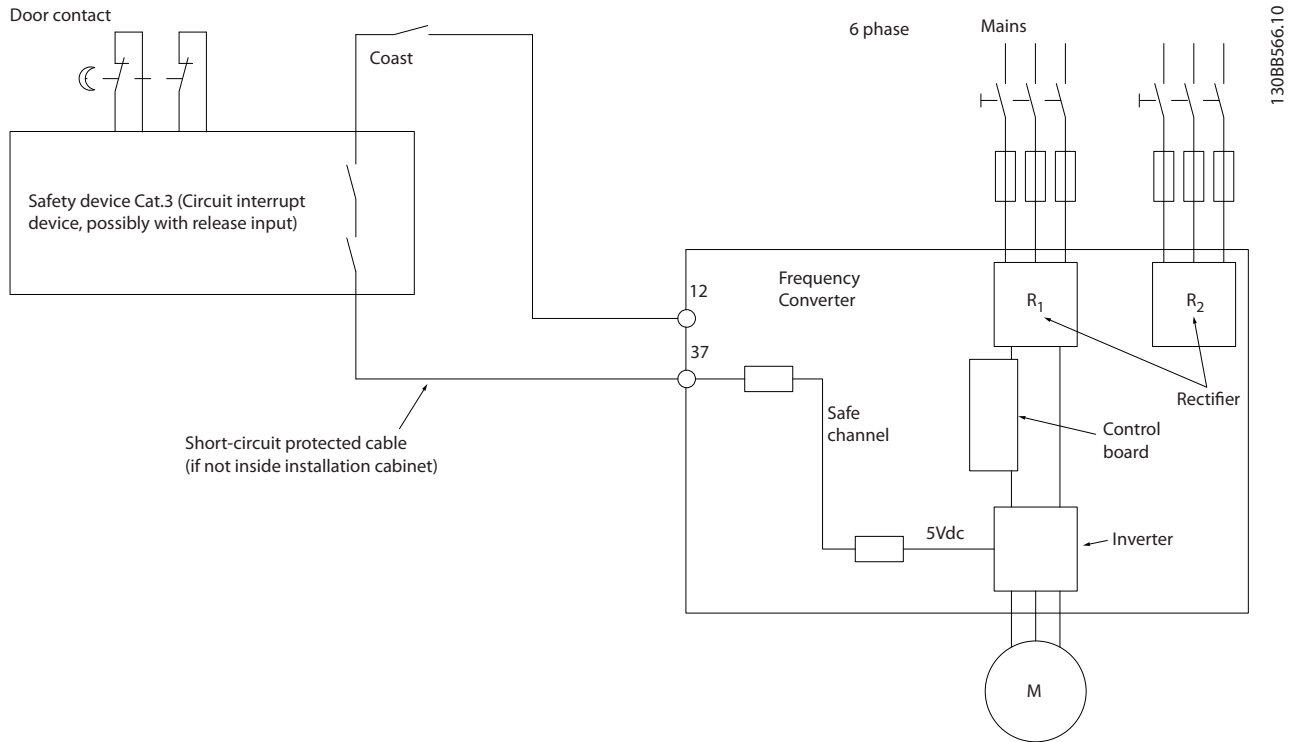 Door contact
Coast
6 phase
Mains
130BB566.10
Safety device Cat.3 (Circuit interrupt
device, possibly with release input)
12
Frequency
Converter
R1
R2
37
Rectifier
Safe
channel
Control
board
Short-circuit protected cable
(if not inside installation cabinet)
5Vdc
Inverter
M